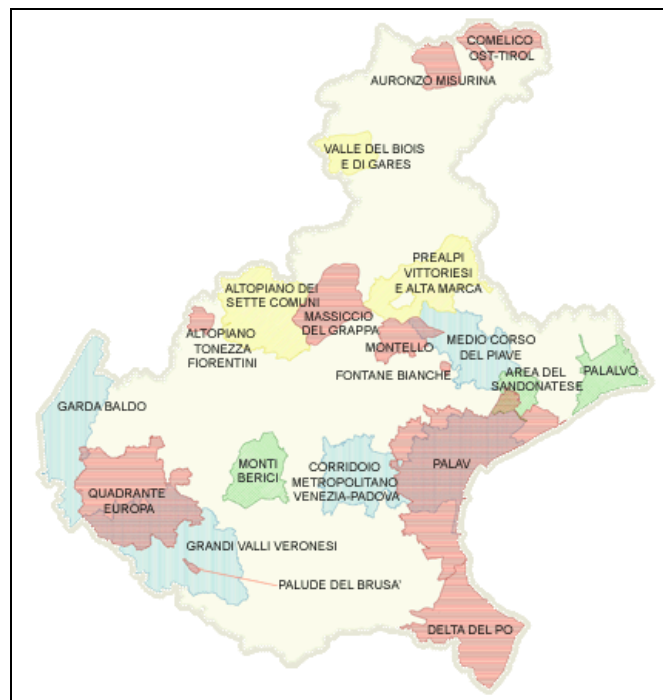 COMELICO
OST-TIROL
AURONZO MISURINA
VALLE DEL BIOIS
E DI GARES
PREALPI
VITTORIESI
E ALTA MARCA
ALTOPIANO DEI
SETTE COMUNI
MASSICCIO
DEL GRAPPA
ALTOPIANO
TONEZZA
FIORENTINI
MONTELLO
MEDIO CORSO
DEL PIAVE
FONTANE BIANCHE
AREA DEL
SANDONATESE
PALALVO
GARDA BALDO
MONTI
BERICI
CORRIDOIO
METROPOLITANO
VENEZIA-PADOVA
PALAV
QUADRANTE
EUROPA
GRANDI VALLI VERONESI
PALUDE DEL BRUSA'
DELTA DEL PO